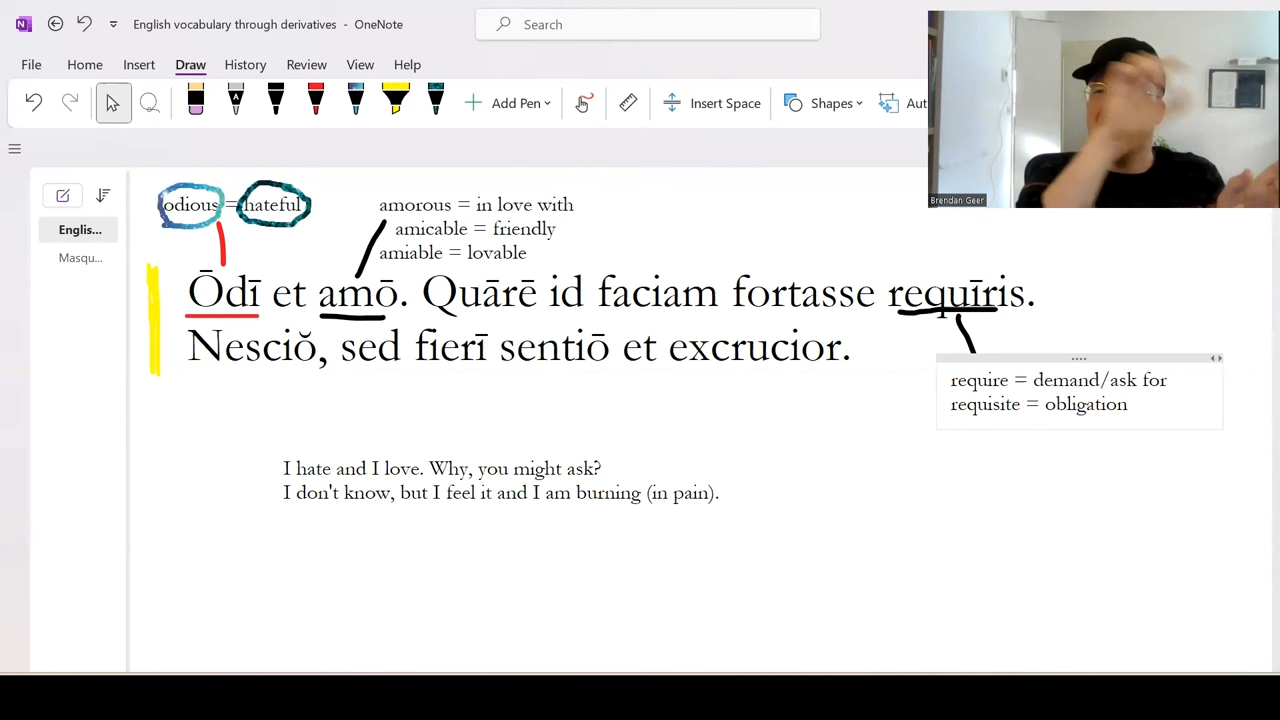 English vocabulary through derivatives - OneNote
Search
File Home Insert Draw History Review View Help
Add Pen Insert Space Shapes
Brendan Geer
Englis...
Masqu...
odious = hateful
amorous = in love with
amicable = friendly
amiable = lovable
Ōdī et amō. Quārē id faciam fortasse requīris.
Nesciŏ, sed fierī sentiō et excrucior.
require = demand/ask for
requisite = obligation
I hate and I love. Why, you might ask?
I don't know, but I feel it and I am burning (in pain).